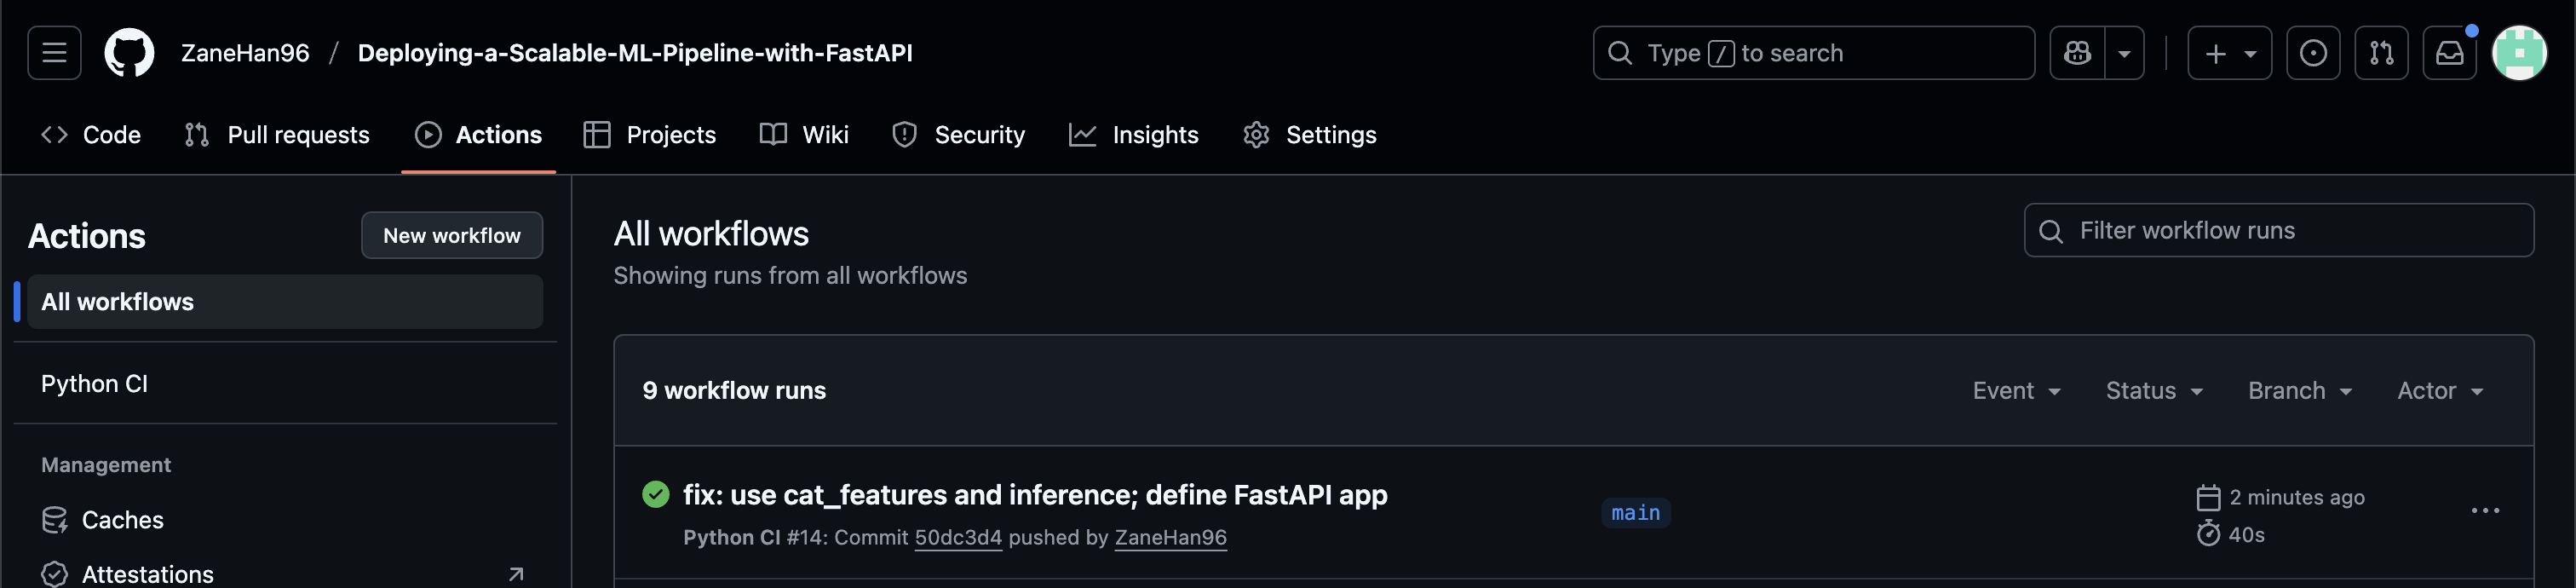 ZaneHan96 / Deploying-a-Scalable-ML-Pipeline-with-FastAPI
Type / to search
Code
Pull requests
Actions
Projects
Wiki
Security
Insights
Settings
Actions
New workflow
All workflows
Python CI
Management
Caches
Attestations
All workflows
Showing runs from all workflows
Filter workflow runs
9 workflow runs
Event
Status
Branch
Actor
fix: use cat_features and inference; define FastAPI app
Python CI #14: Commit 50dc3d4 pushed by ZaneHan96
main
2 minutes ago
40s